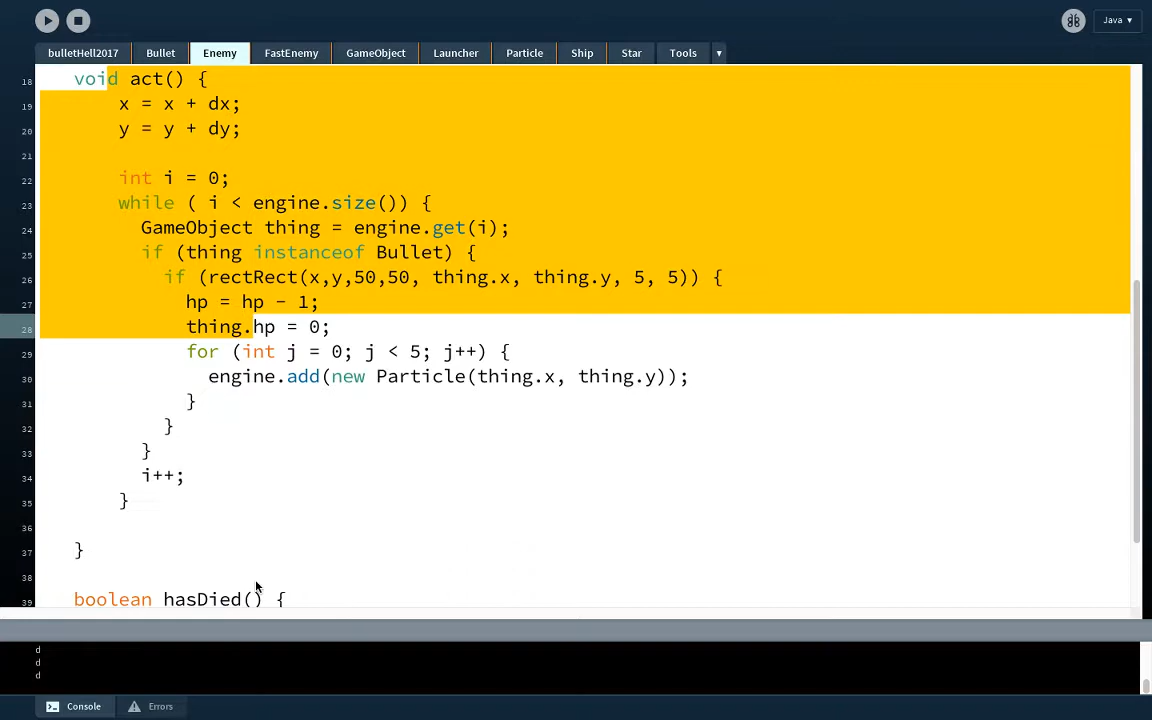 Java ▾
bulletHell2017 Bullet Enemy FastEnemy GameObject Launcher Particle Ship Star Tools ▼
18 void act() {
19 x = x + dx;
20 y = y + dy;
21
22 int i = 0;
23 while ( i < engine.size()) {
24 GameObject thing = engine.get(i);
25 if (thing instanceof Bullet) {
26 if (rectRect(x,y,50,50, thing.x, thing.y, 5, 5)) {
27 hp = hp - 1;
28 thing.hp = 0;
29 for (int j = 0; j < 5; j++) {
30 engine.add(new Particle(thing.x, thing.y));
31 }
32 }
33 }
34 i++;
35 }
36
37 }
38
39 boolean hasDied() {
d
d
d
Console Errors